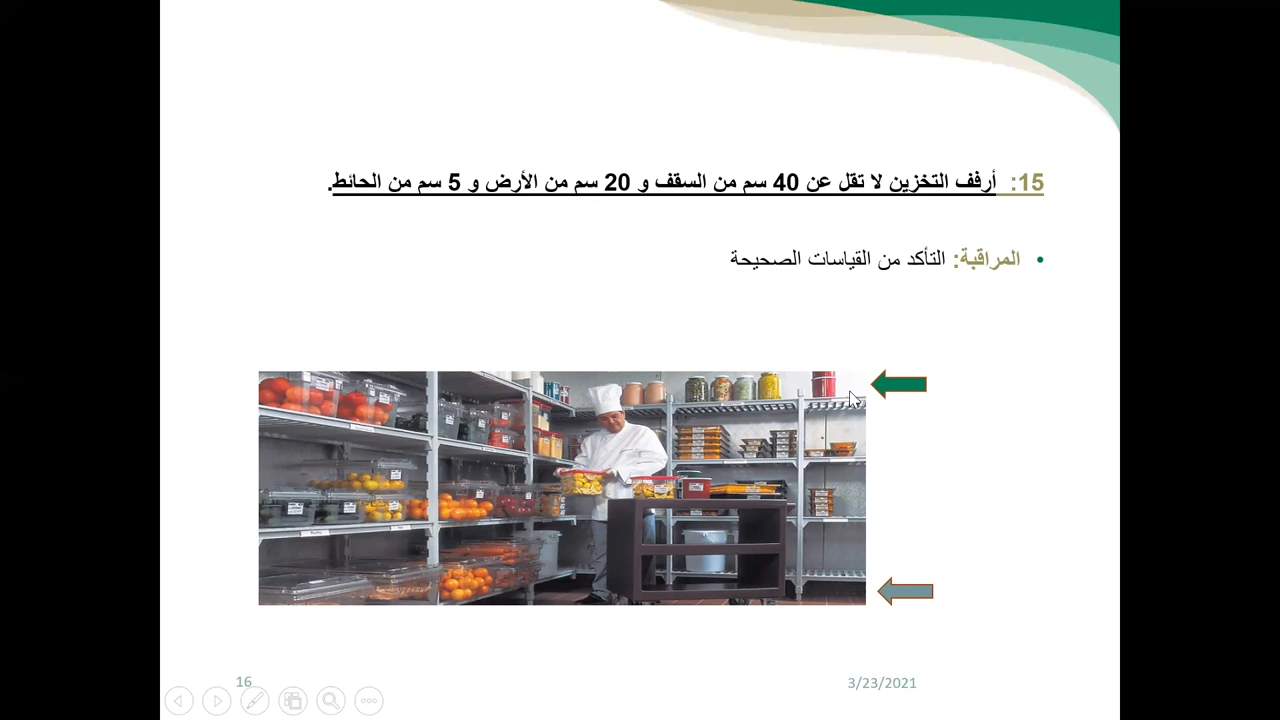 15: أرفف التخزين لا تقل عن 40 سم من السقف و 20 سم من الأرض و 5 سم من الحائط.
• المراقبة: التأكد من القياسات الصحيحة
16
3/23/2021